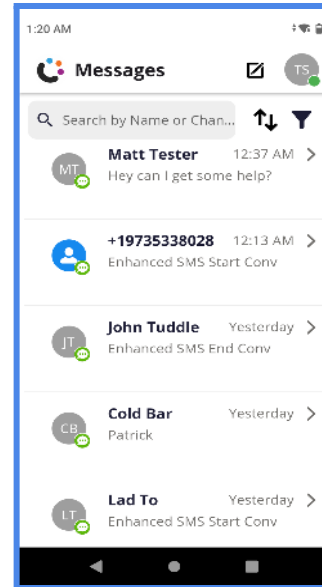 1:20 AM
Messages
TS
Search by Name or Chan...
Matt Tester 12:37 AM
MT
Hey can I get some help?
+19735338028 12:13 AM
Enhanced SMS Start Conv
John Tuddle Yesterday
JT
Enhanced SMS End Conv
Cold Bar Yesterday
CB
Patrick
Lad To Yesterday
LT
Enhanced SMS Start Conv